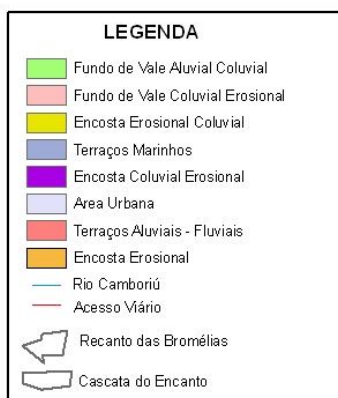 LEGENDA
Fundo de Vale Aluvial Coluvial
Fundo de Vale Coluvial Erosional
Encosta Erosional Coluvial
Terraços Marinhos
Encosta Coluvial Erosional
Area Urbana
Terraços Aluviais - Fluviais
Encosta Erosional
Rio Camboriú
Acesso Viário
Recanto das Bromélias
Cascata do Encanto